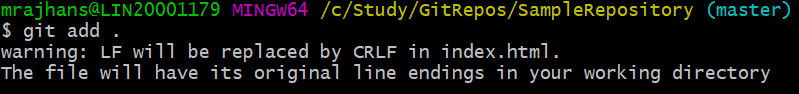 mrajhans@LIN20001179 MINGW64 /c/Study/GitRepos/SampleRepository (master)
$ git add .
warning: LF will be replaced by CRLF in index.html.
The file will have its original line endings in your working directory